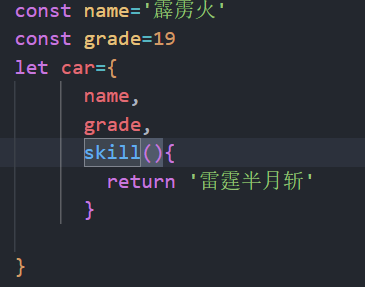 const name='霹雳火'
const grade=19
let car={
name,
grade,
skill(){
return '雷霆半月斩'
}
}